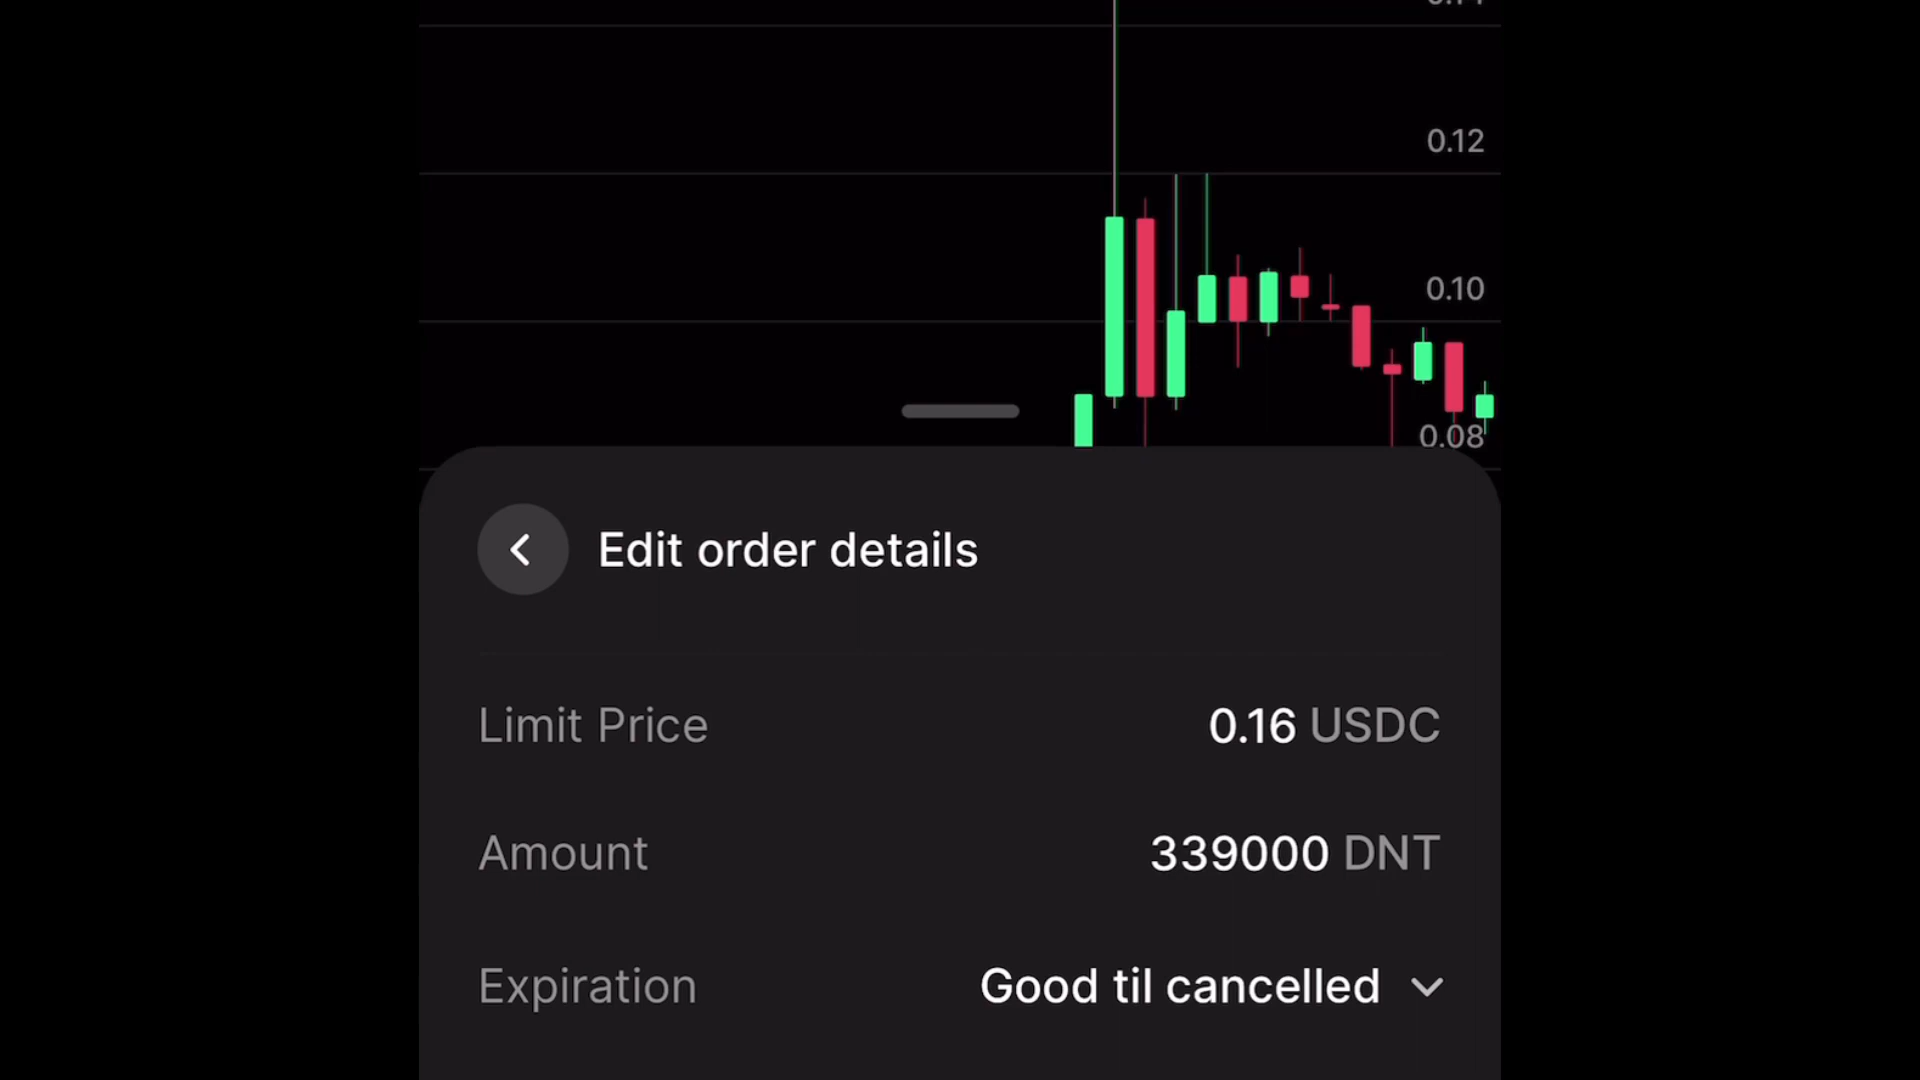 0.12
0.10
0.08
Edit order details
Limit Price 0.16 USDC
Amount 339000 DNT
Expiration Good til cancelled